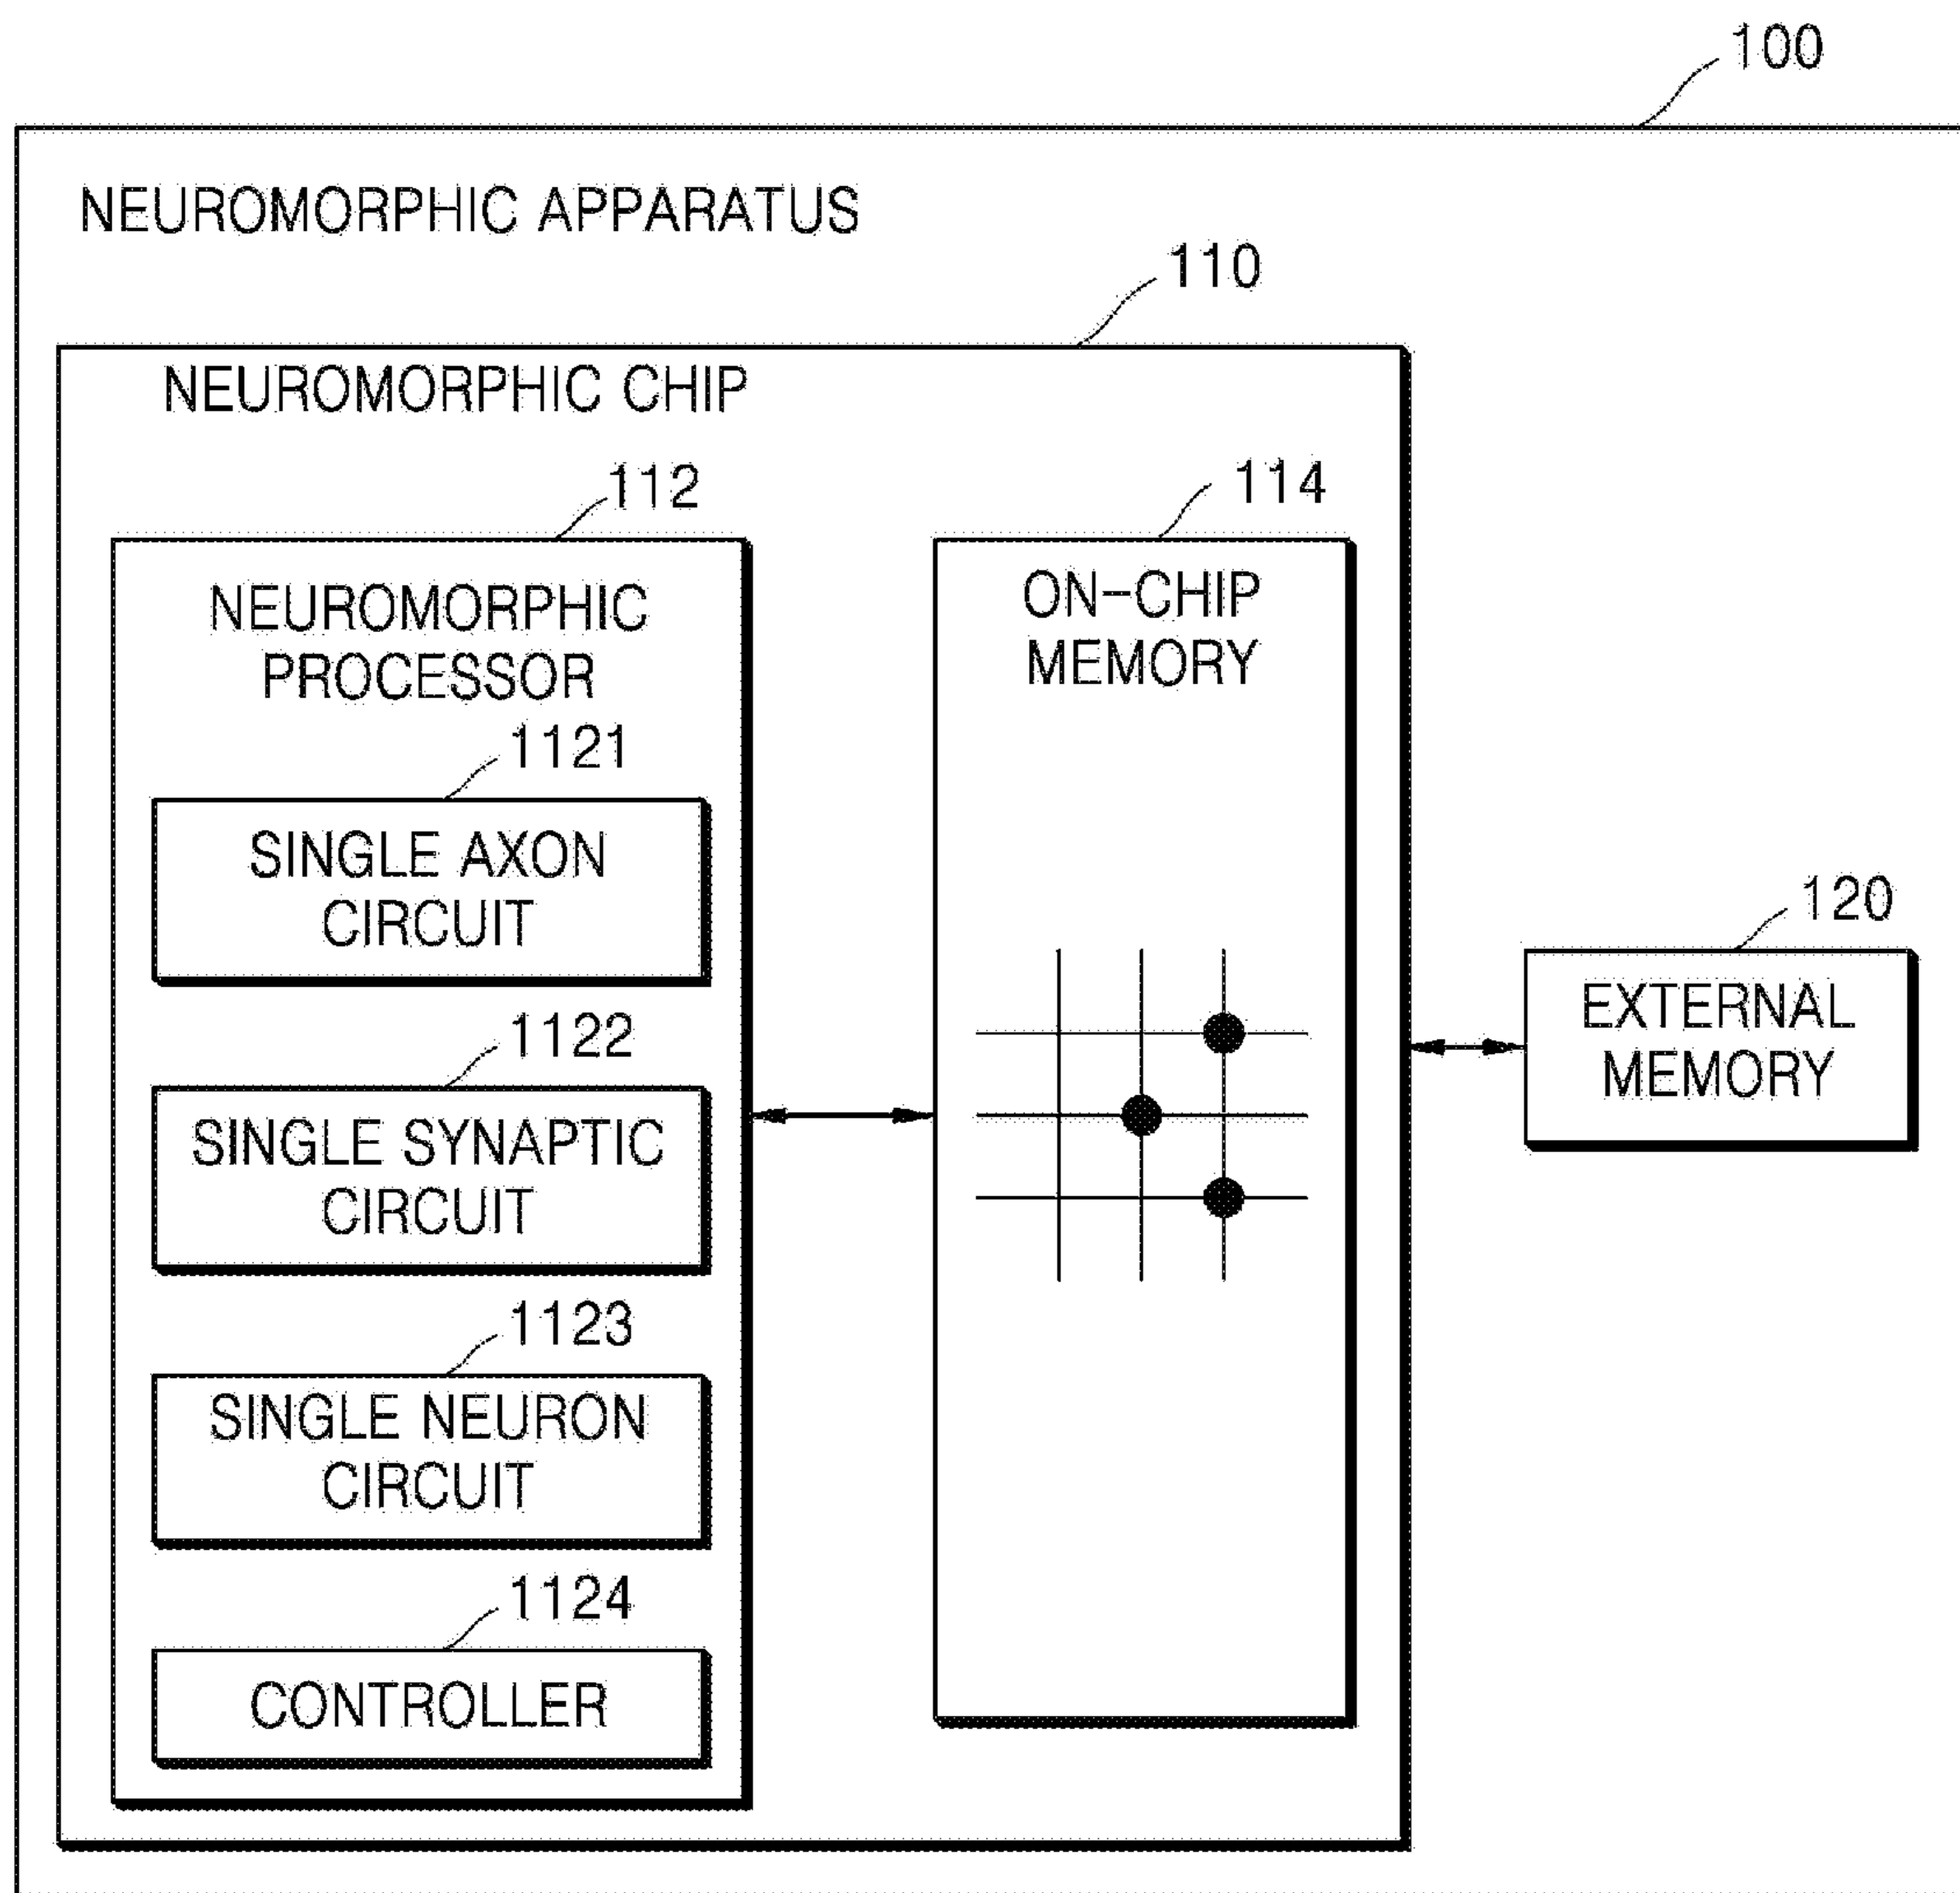 100
NEUROMORPHIC APPARATUS
110
NEUROMORPHIC CHIP
112
NEUROMORPHIC
PROCESSOR
1121
SINGLE AXON
CIRCUIT
1122
SINGLE SYNAPTIC
CIRCUIT
1123
SINGLE NEURON
CIRCUIT
1124
CONTROLLER
114
ON-CHIP
MEMORY
120
EXTERNAL
MEMORY